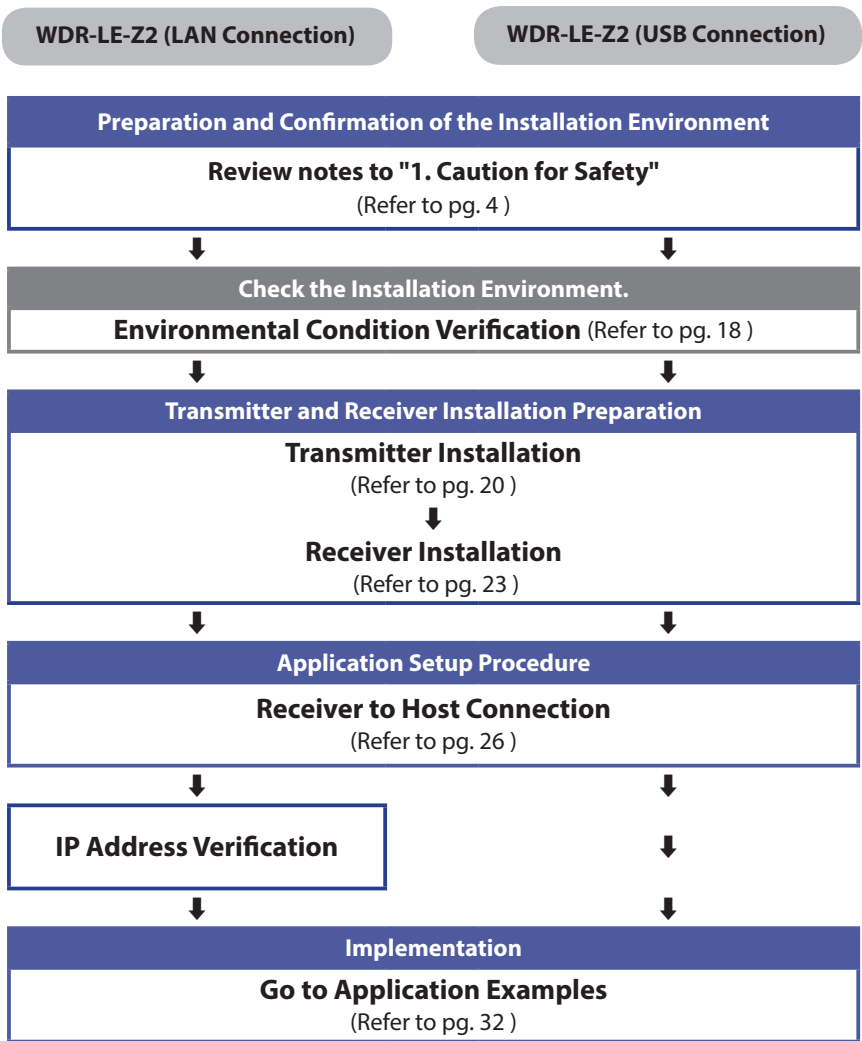 WDR-LE-Z2 (LAN Connection)
WDR-LE-Z2 (USB Connection)
Preparation and Confirmation of the Installation Environment
Review notes to "1. Caution for Safety"
(Refer to pg. 4 )
Check the Installation Environment.
Environmental Condition Verification (Refer to pg. 18 )
Transmitter and Receiver Installation Preparation
Transmitter Installation
(Refer to pg. 20 )
Receiver Installation
(Refer to pg. 23 )
Application Setup Procedure
Receiver to Host Connection
(Refer to pg. 26 )
IP Address Verification
Implementation
Go to Application Examples
(Refer to pg. 32 )